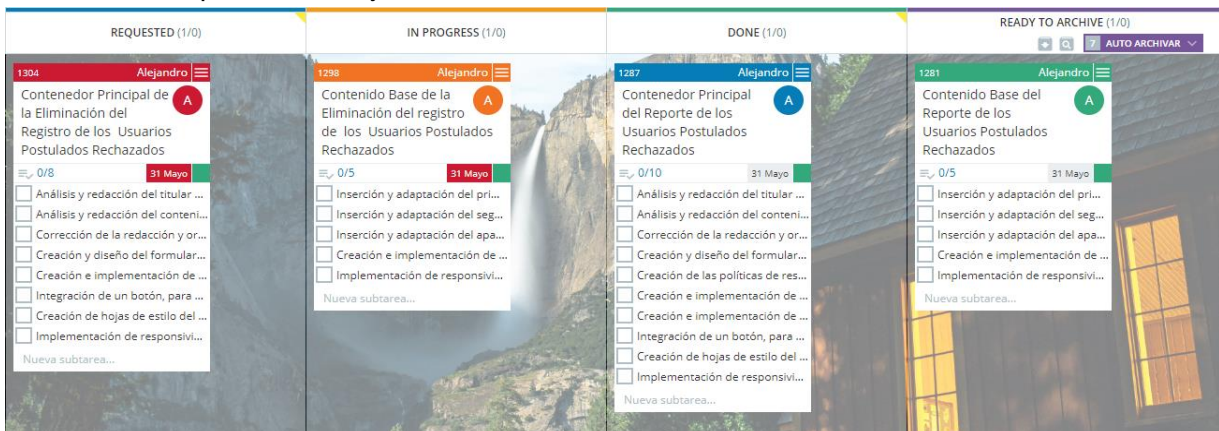 REQUESTED (1/0)
IN PROGRESS (1/0)
DONE (1/0)
READY TO ARCHIVE (1/0)
7 AUTO ARCHIVAR
1304 Alejandro
Contenedor Principal de
la Eliminación del
Registro de los Usuarios
Postulados Rechazados
A
0/8 31 Mayo
Análisis y redacción del titular ...
Análisis y redacción del conteni...
Corrección de la redacción y or...
Creación y diseño del formular...
Creación e implementación de ...
Integración de un botón, para ...
Creación de hojas de estilo del ...
Implementación de responsivi...
Nueva subtarea...
1298 Alejandro
Contenido Base de la
Eliminación del registro
de los Usuarios Postulados
Rechazados
A
0/5 31 Mayo
Inserción y adaptación del pri...
Inserción y adaptación del seg...
Inserción y adaptación del apa...
Creación e implementación de ...
Implementación de responsivi...
Nueva subtarea...
1287 Alejandro
Contenedor Principal
del Reporte de los
Usuarios Postulados
Rechazados
A
0/10 31 Mayo
Análisis y redacción del titular ...
Análisis y redacción del conteni...
Corrección de la redacción y or...
Creación y diseño del formular...
Creación de las políticas de res...
Creación e implementación de ...
Creación e implementación de ...
Integración de un botón, para ...
Creación de hojas de estilo del ...
Implementación de responsivi...
Nueva subtarea...
1281 Alejandro
Contenido Base del
Reporte de los
Usuarios Postulados
Rechazados
A
0/5 31 Mayo
Inserción y adaptación del pri...
Inserción y adaptación del seg...
Inserción y adaptación del apa...
Creación e implementación de ...
Implementación de responsivi...
Nueva subtarea...